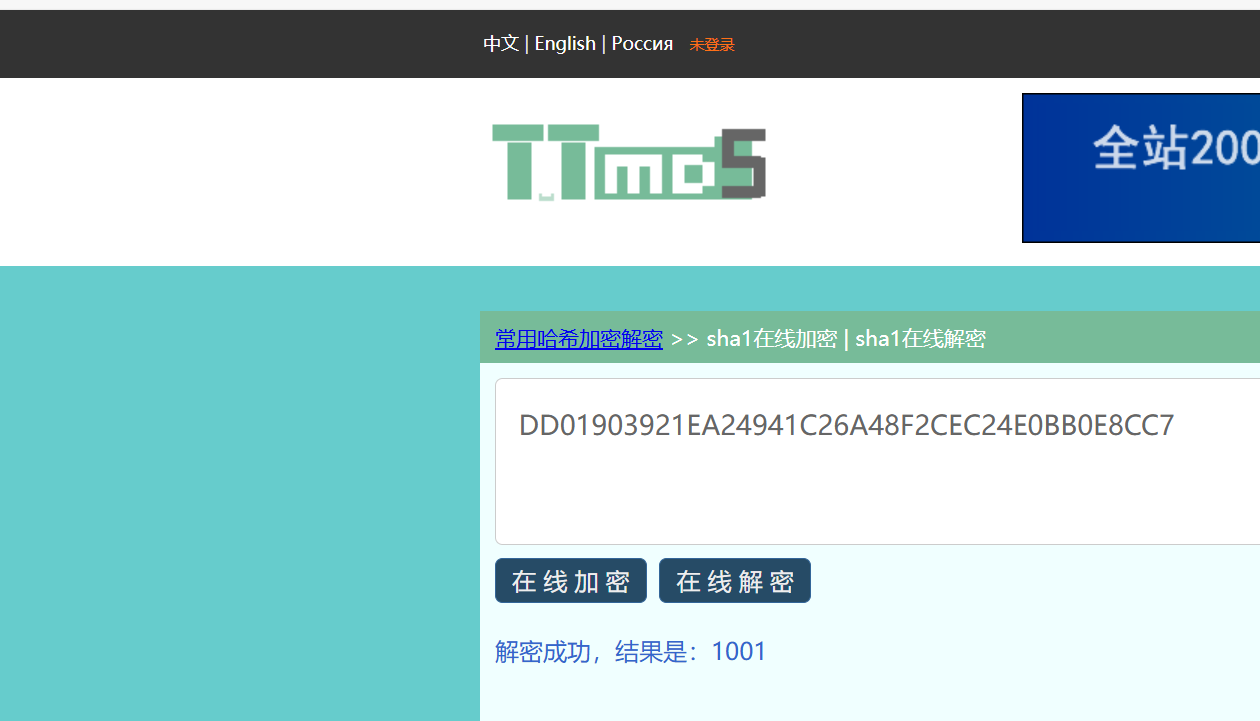 中文 | English | Россия 未登录
TTmd5
全站200
常用哈希加密解密 >> sha1在线加密 | sha1在线解密
DD01903921EA24941C26A48F2CEC24E0BB0E8CC7
在线加密 在线解密
解密成功，结果是：1001